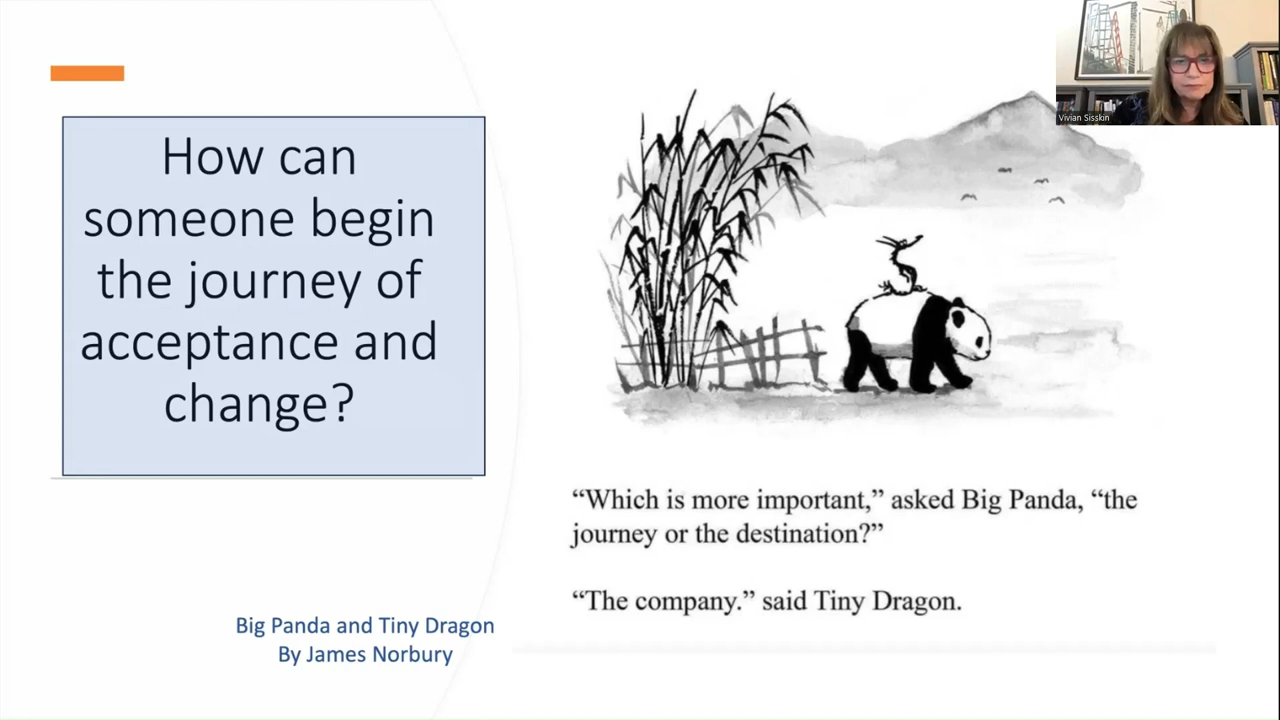 How can
someone begin
the journey of
acceptance and
change?
Big Panda and Tiny Dragon
By James Norbury
“Which is more important,” asked Big Panda, “the
journey or the destination?”
“The company.” said Tiny Dragon.
Vivian Sisskin